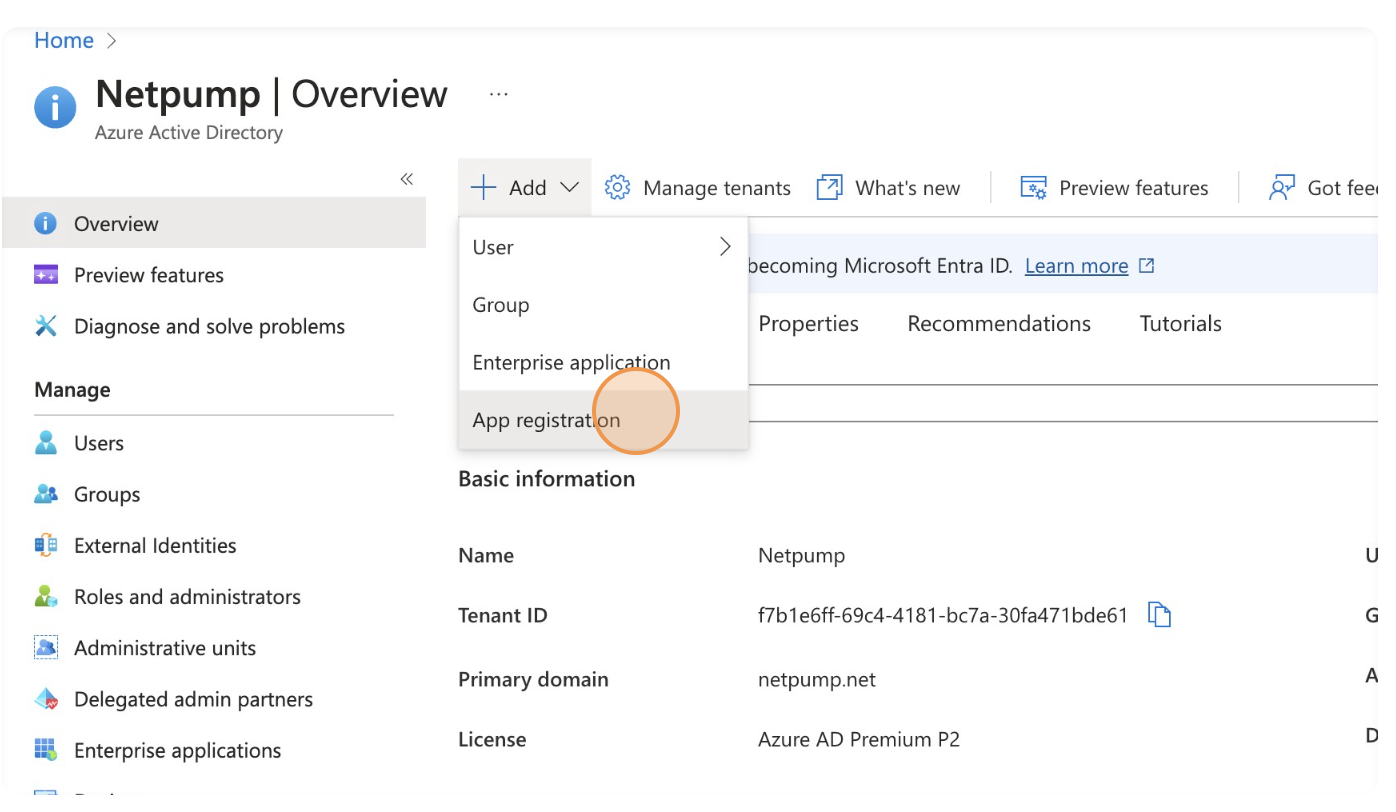 Home
Netpump | Overview
Azure Active Directory
Add
Manage tenants
What's new
Preview features
Got fee
Overview
Preview features
Diagnose and solve problems
Manage
Users
Groups
External Identities
Roles and administrators
Administrative units
Delegated admin partners
Enterprise applications
User
Group
Enterprise application
App registration
becoming Microsoft Entra ID. Learn more
Properties
Recommendations
Tutorials
Basic information
Name
Netpump
Tenant ID
f7b1e6ff-69c4-4181-bc7a-30fa471bde61
Primary domain
netpump.net
License
Azure AD Premium P2
U
G
A
D